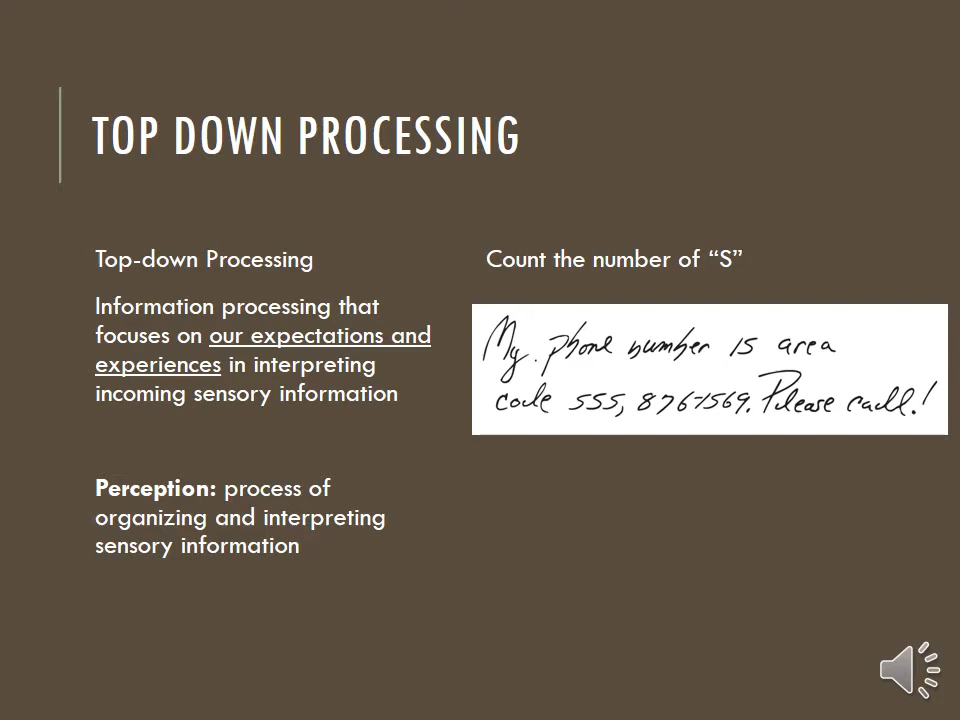 TOP DOWN PROCESSING
Top-down Processing
Information processing that
focuses on our expectations and
experiences in interpreting
incoming sensory information
Perception: process of
organizing and interpreting
sensory information
Count the number of “S”
My phone number is area
code 555, 876-1569. Please call!